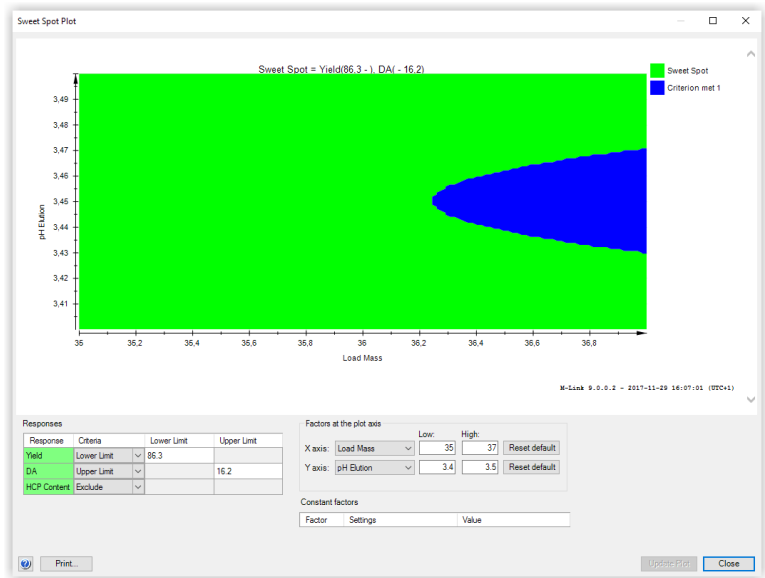 Sweet Spot Plot
Sweet Spot = Yield(86,3 - ), DA( - 16,2)
Sweet Spot
Criterion met 1
3,49
3,48
3,47
3,46
3,45
3,44
3,43
3,42
3,41
pH Elution
36 36,2 36,4 36,6 36,8 36 36,2 36,4 36,6 36,8
Load Mass
M-Link 9.0.0.2 - 2017-11-29 16:07:01 (UTC+1)
Responses
Response Criteria Lower Limit Upper Limit
Yield Lower Limit 86.3
DA Upper Limit 16.2
HCP Content Exclude
Factors at the plot axis
Low: High:
X axis: Load Mass 35 37 Reset default
Y axis: pH Elution 3.4 3.5 Reset default
Constant factors
Factor Settings Value
Print...
Update Plot Close